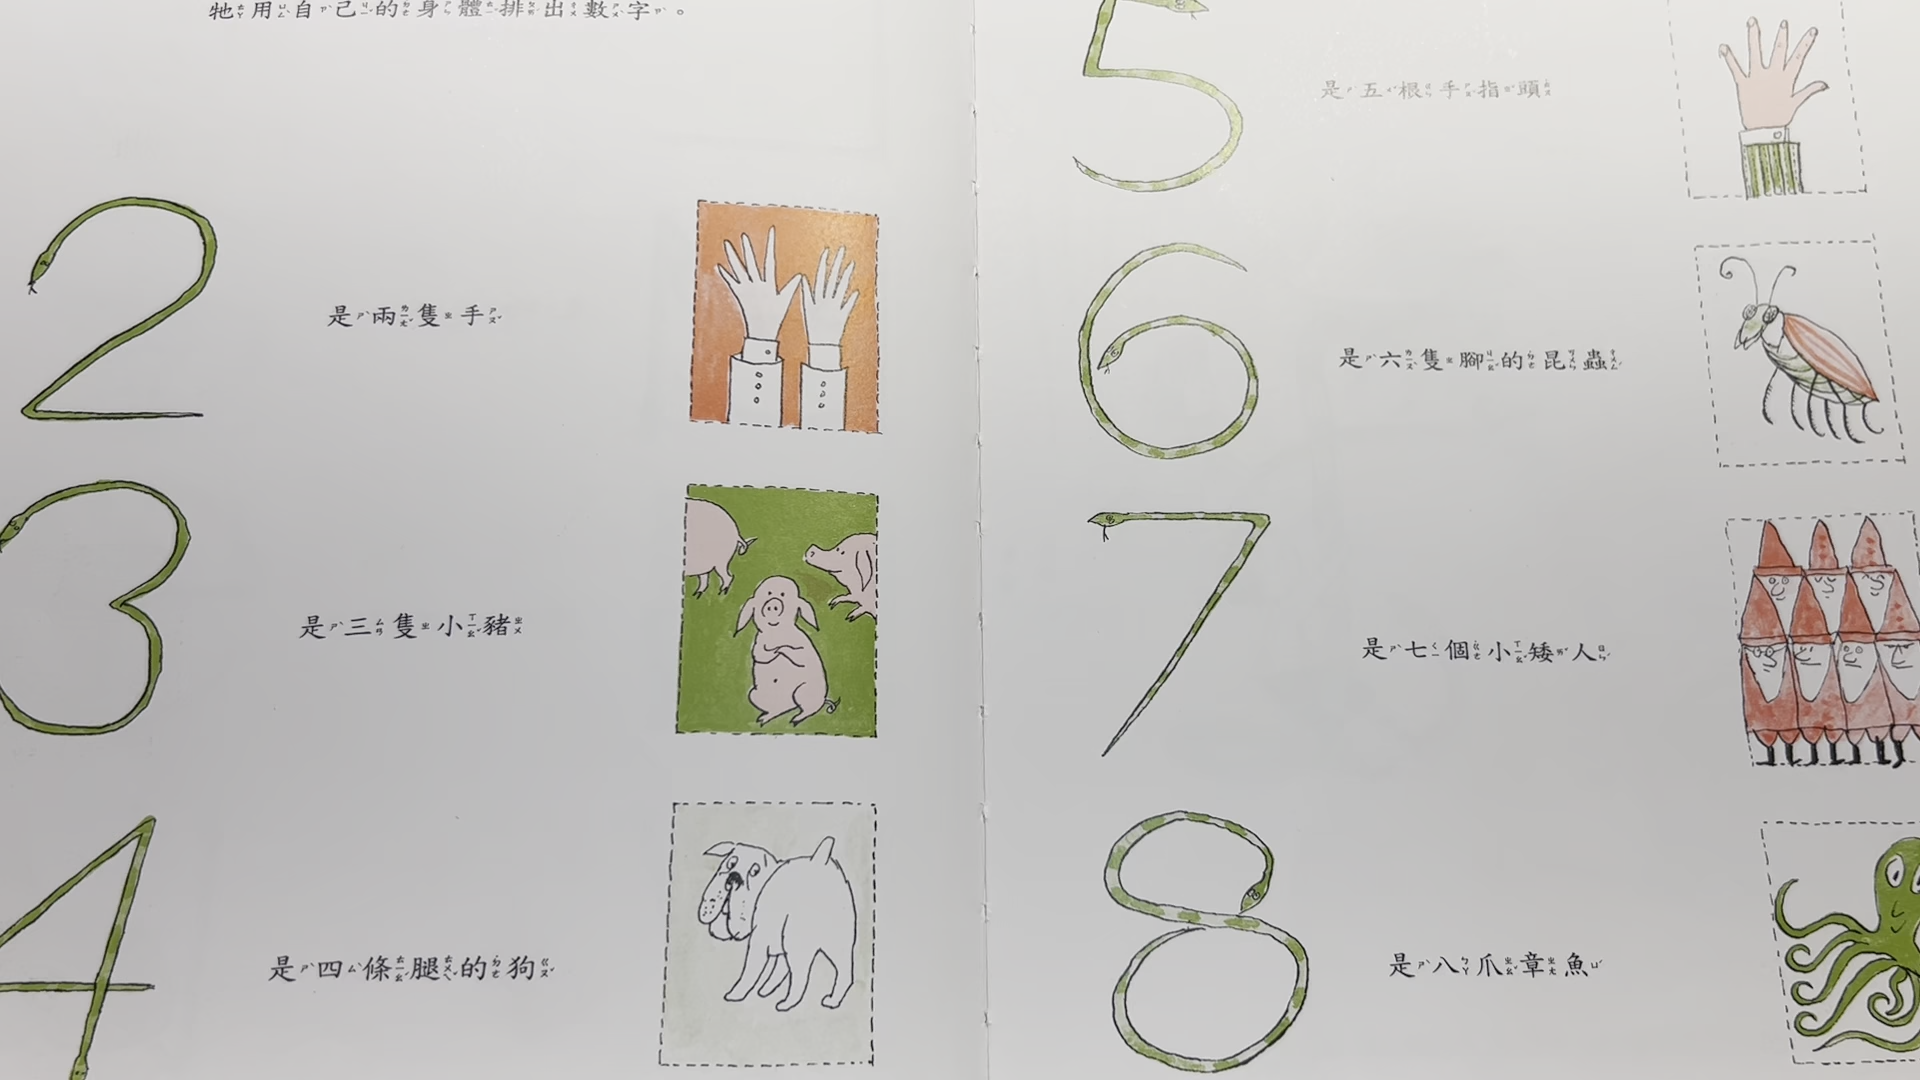 牠用自己的身體排出數字。
2 是兩隻手
3 是三隻小豬
4 是四條腿的狗
5 是五根手指頭
6 是六隻腳的昆蟲
7 是七個小矮人
8 是八爪章魚